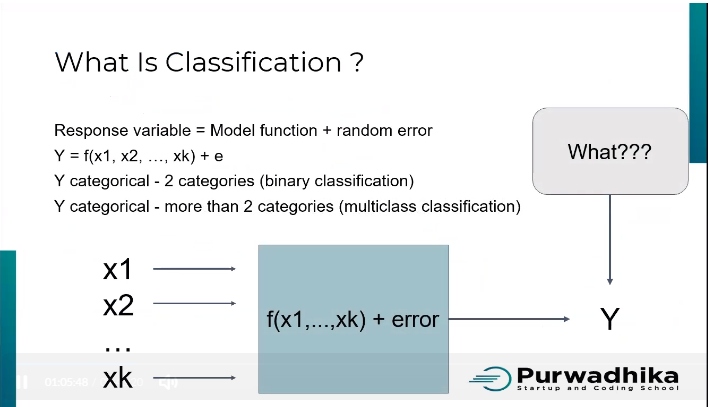 What Is Classification ?
Response variable = Model function + random error
Y = f(x1, x2, …, xk) + e
Y categorical - 2 categories (binary classification)
Y categorical - more than 2 categories (multiclass classification)
What???
x1
x2
…
xk
f(x1,...,xk) + error
Y
01:05:48
Purwadhika
Startup and Coding School